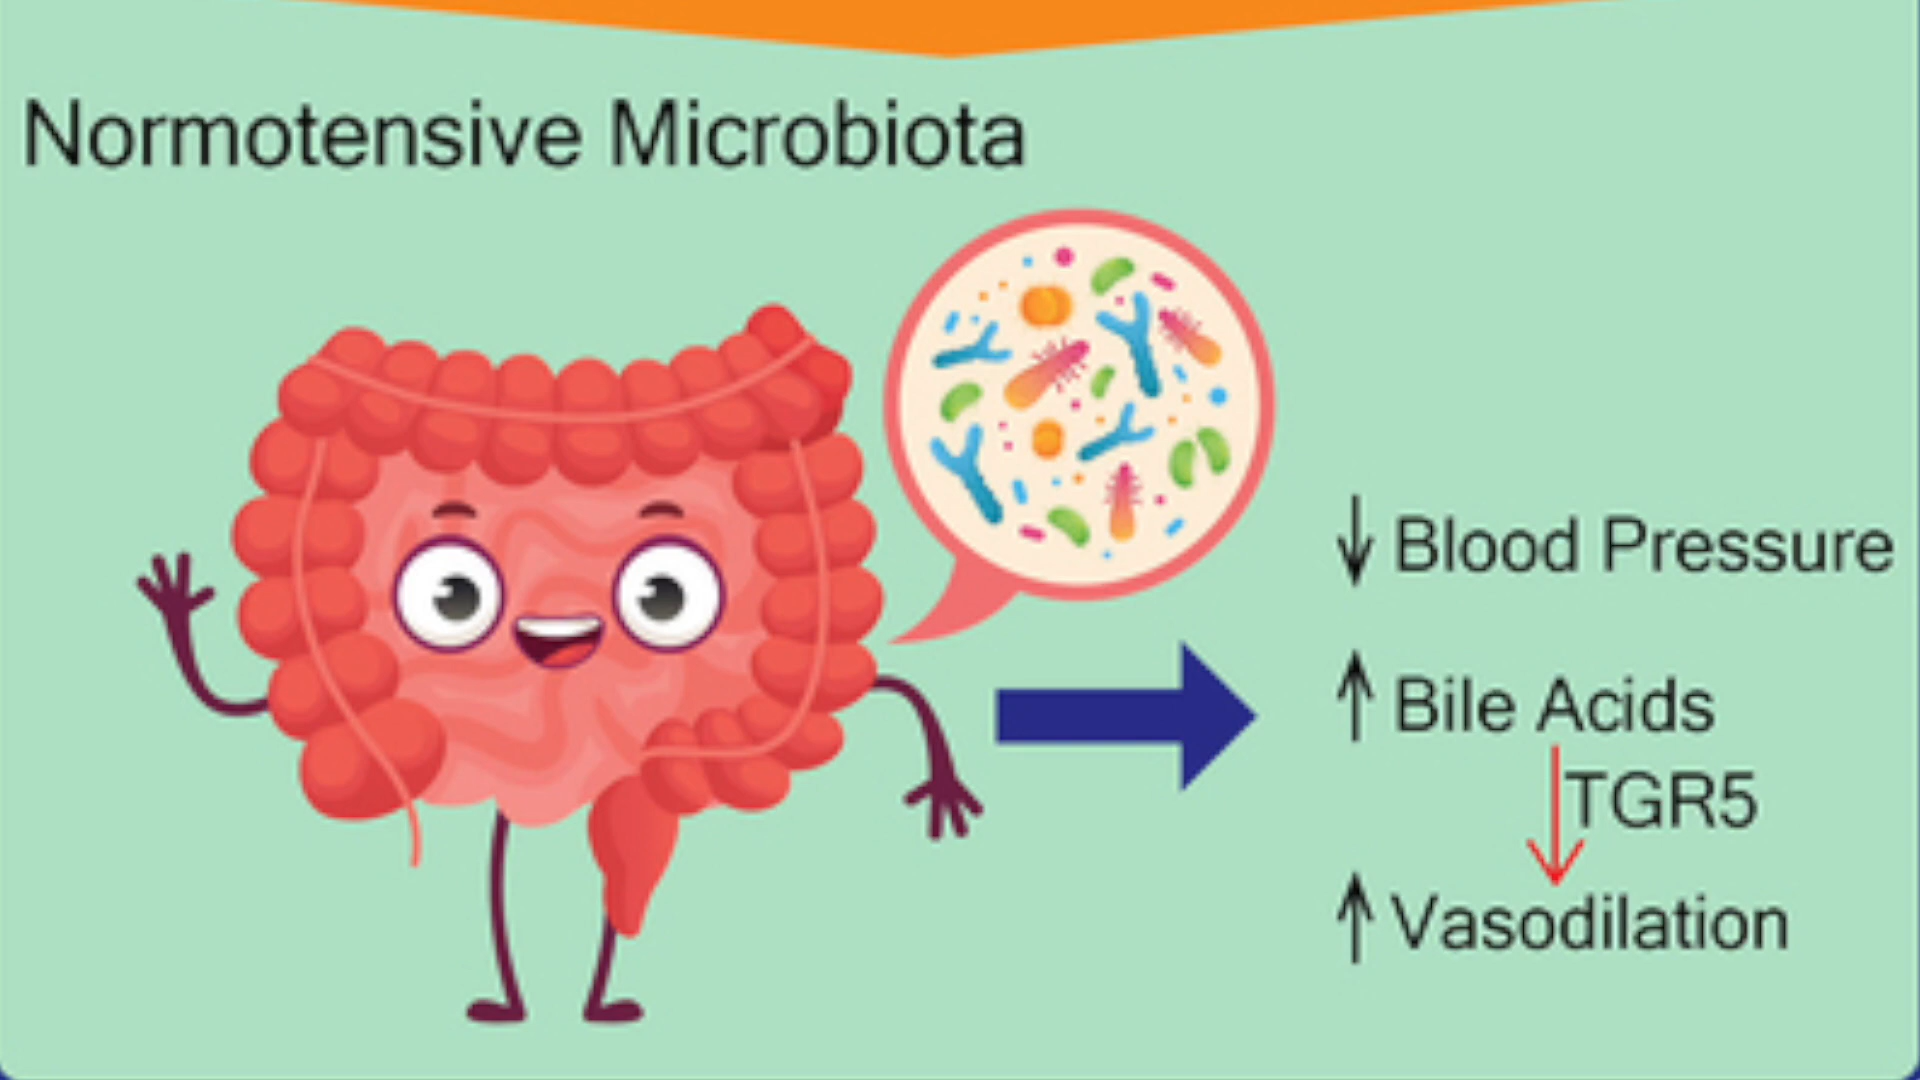 Normotensive Microbiota
↓ Blood Pressure
↑ Bile Acids
TGR5
↑ Vasodilation